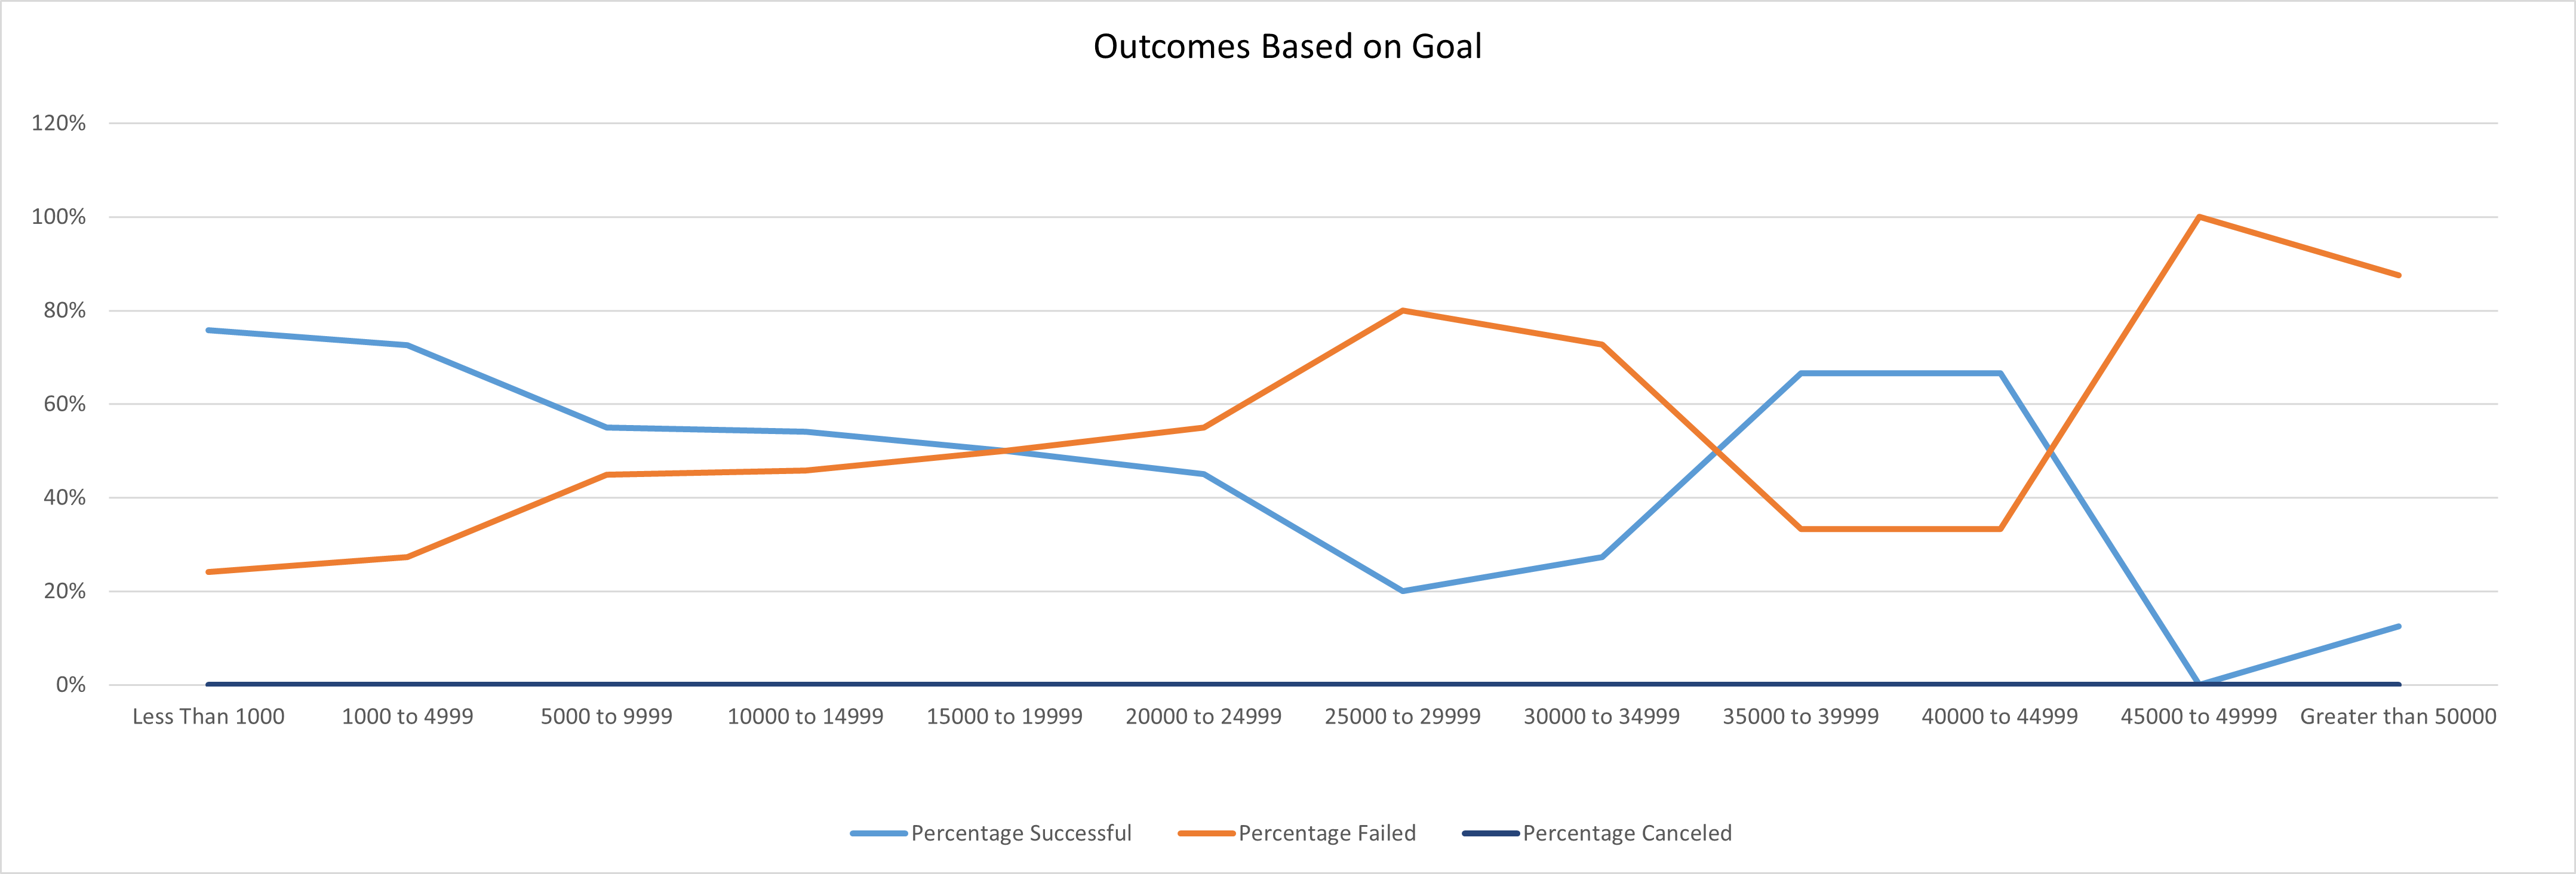 Outcomes Based on Goal
120%
100%
80%
60%
40%
20%
0%
Less Than 1000 1000 to 4999 5000 to 9999 10000 to 14999 15000 to 19999 20000 to 24999 25000 to 29999 30000 to 34999 35000 to 39999 40000 to 44999 45000 to 49999 Greater than 50000
Percentage Successful Percentage Failed Percentage Canceled